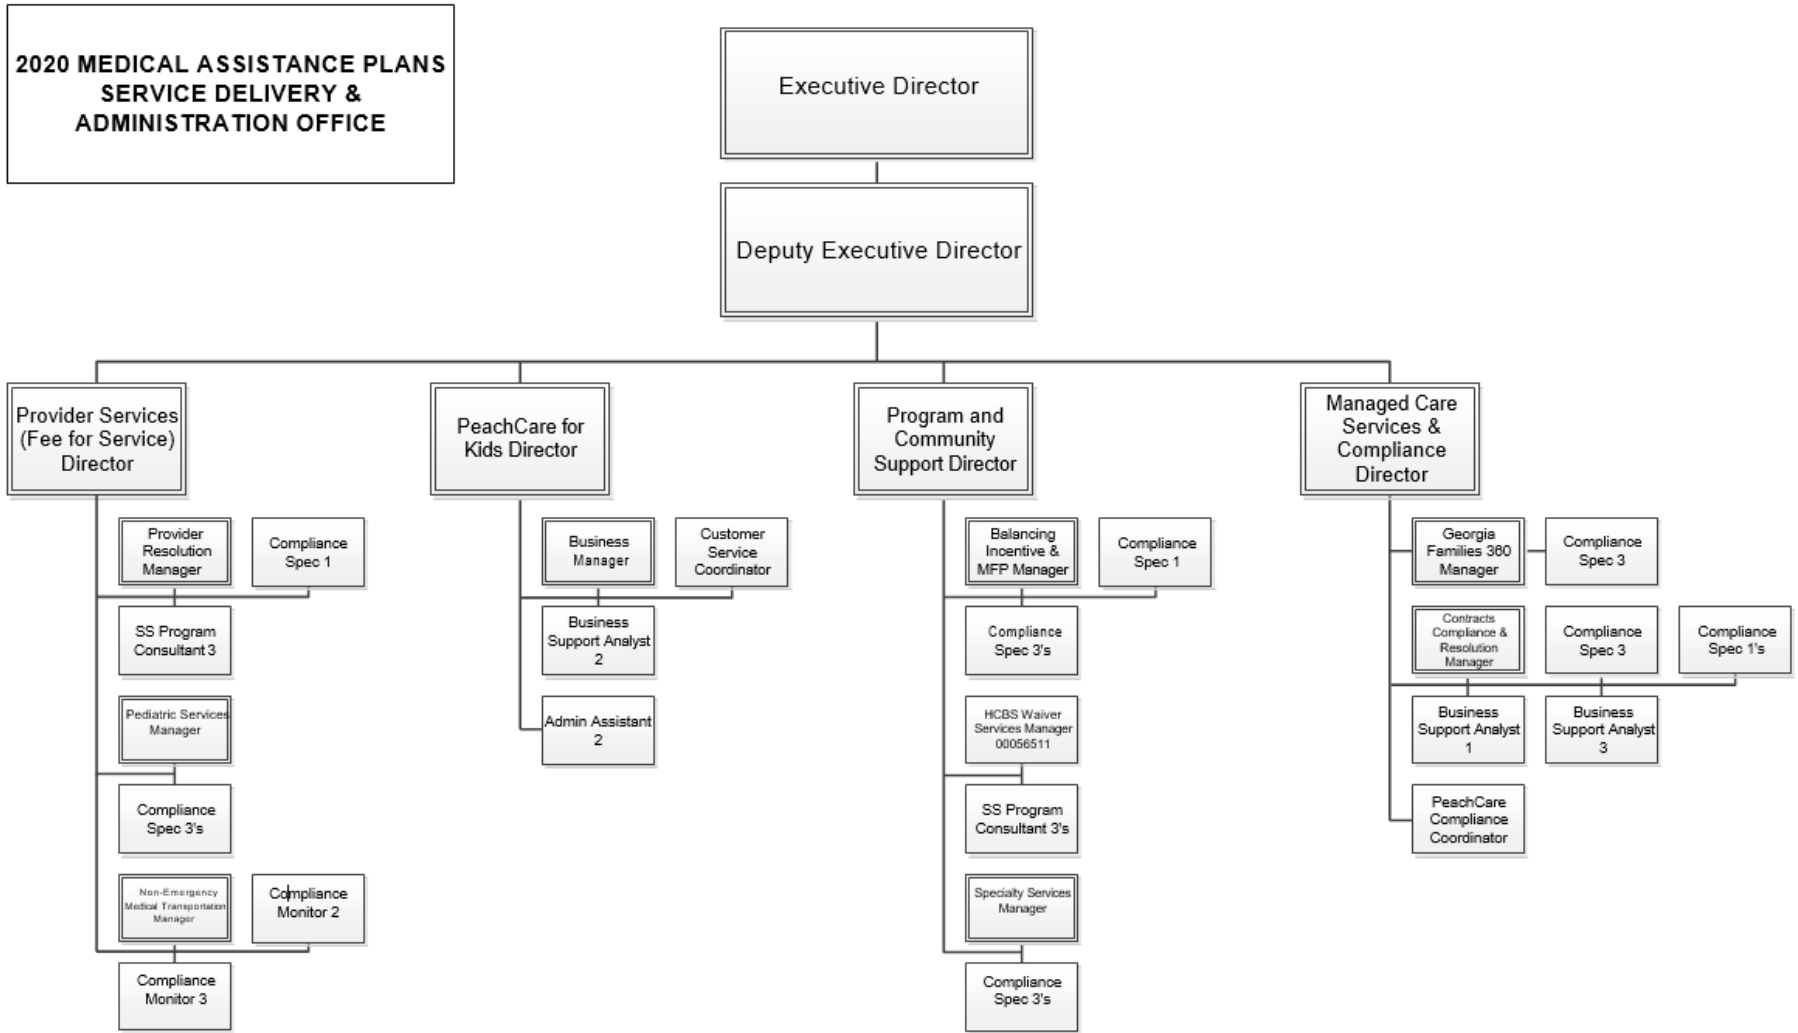 2020 MEDICAL ASSISTANCE PLANS
SERVICE DELIVERY &
ADMINISTRATION OFFICE
Executive Director
Deputy Executive Director
Provider Services
(Fee for Service)
Director
PeachCare for
Kids Director
Program and
Community
Support Director
Managed Care
Services &
Compliance
Director
Provider
Resolution
Manager
Compliance
Spec 1
SS Program
Consultant 3
Pediatric Services
Manager
Compliance
Spec 3's
Non-Emergency
Medical Transportation
Manager
Compliance
Monitor 2
Compliance
Monitor 3
Business
Manager
Customer
Service
Coordinator
Business
Support Analyst
2
Admin Assistant
2
Balancing
Incentive &
MFP Manager
Compliance
Spec 1
Compliance
Spec 3's
HCBS Waiver
Services Manager
00056511
SS Program
Consultant 3's
Specialty Services
Manager
Compliance
Spec 3's
Georgia
Families 360
Manager
Compliance
Spec 3
Contracts
Compliance &
Resolution
Manager
Compliance
Spec 3
Compliance
Spec 1's
Business
Support Analyst
1
Business
Support Analyst
3
PeachCare
Compliance
Coordinator